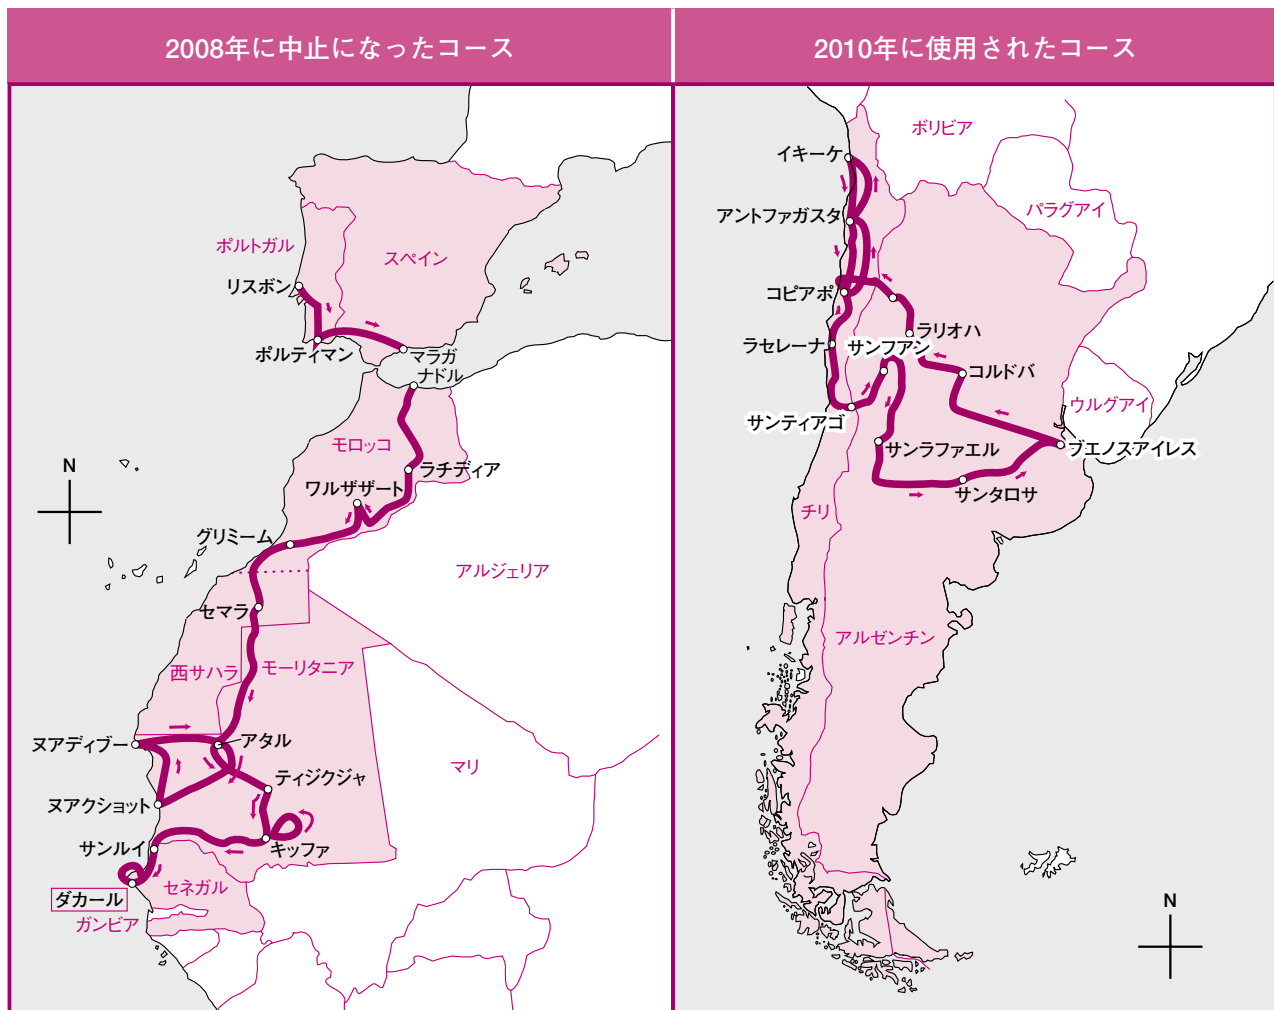 2008年に中止になったコース
ポルトガル
スペイン
リスボン
ポルティマン
マラガ
ナドル
モロッコ
ラチディア
ワルザザート
N
グリミーム
アルジェリア
セマラ
西サハラ
モーリタニア
ヌアディブー
アタル
ティジクジャ
マリ
ヌアクショット
サンルイ
キッファ
セネガル
ダカール
ガンビア
2010年に使用されたコース
ボリビア
イキーケ
パラグアイ
アントファガスタ
コピアポ
ラリオハ
ラセレーナ
サンフアン
コルドバ
ウルグアイ
サンティアゴ
サンラファエル
ブエノスアイレス
サンタロサ
チリ
アルゼンチン
N